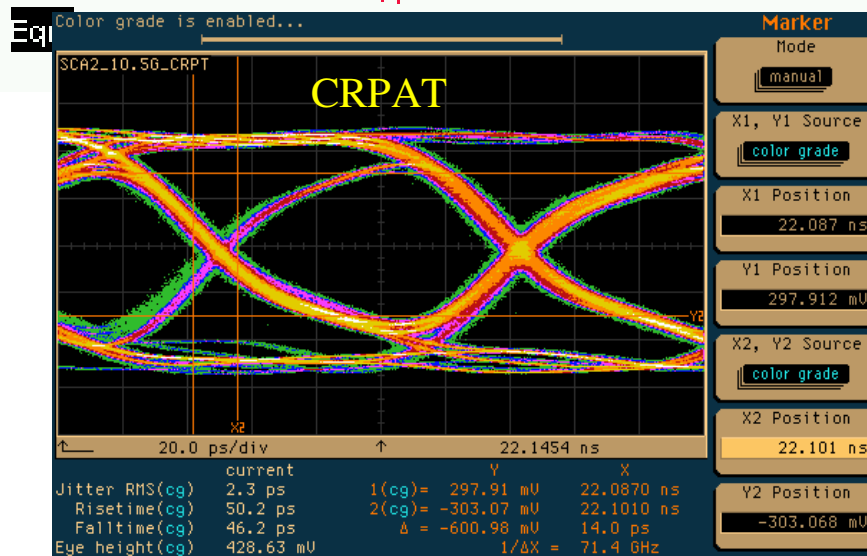 Color grade is enabled...
Equ
SCA2_10.5G_CRPT
CRPAT
X2
Y2
20.0 ps/div 22.1454 ns
current Y X
Jitter RMS(cg) 2.3 ps 1(cg)= 297.91 mV 22.0870 ns
Risetime(cg) 50.2 ps 2(cg)= -303.07 mV 22.1010 ns
Falltime(cg) 46.2 ps Δ = -600.98 mV 14.0 ps
Eye height(cg) 428.63 mV 1/ΔX = 71.4 GHz
Marker
Mode
manual
X1, Y1 Source
color grade
X1 Position
22.087 ns
Y1 Position
297.912 mV
X2, Y2 Source
color grade
X2 Position
22.101 ns
Y2 Position
-303.068 mV